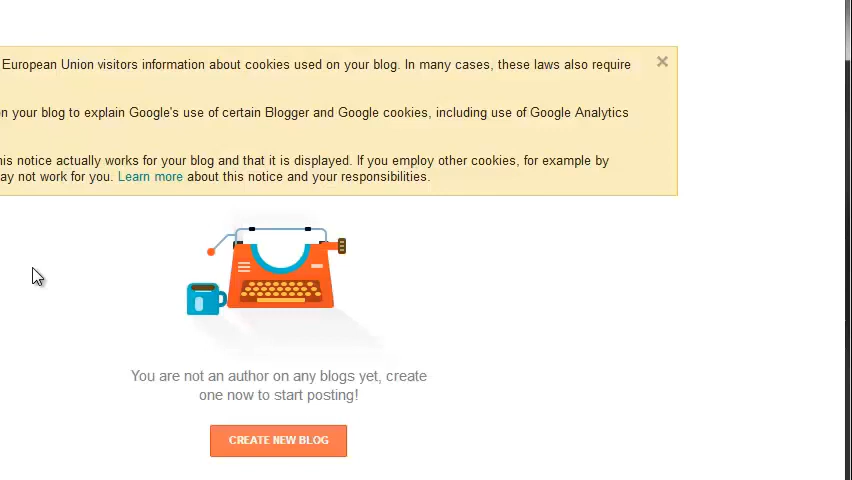 European Union visitors information about cookies used on your blog. In many cases, these laws also require
n your blog to explain Google's use of certain Blogger and Google cookies, including use of Google Analytics
his notice actually works for your blog and that it is displayed. If you employ other cookies, for example by
ay not work for you. Learn more about this notice and your responsibilities.
You are not an author on any blogs yet, create
one now to start posting!
CREATE NEW BLOG